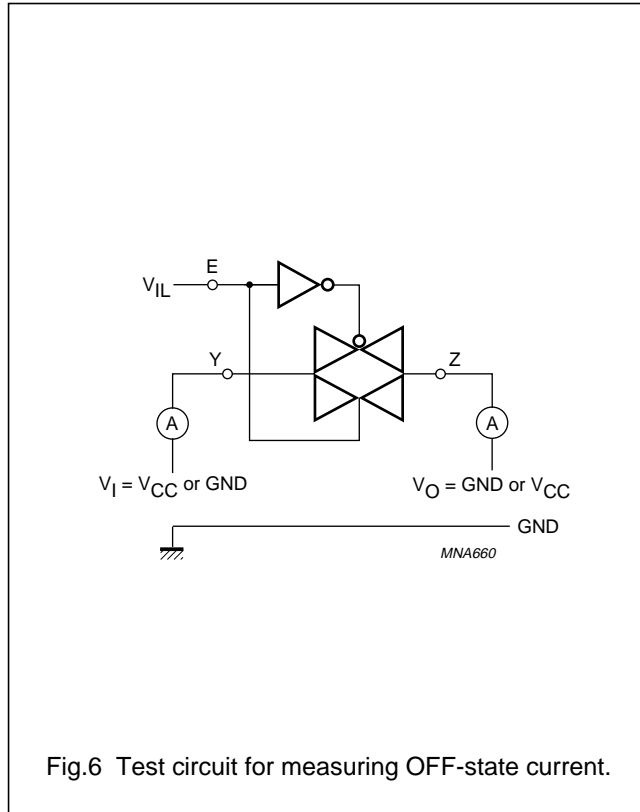 E
VIL
Y
Z
A
A
VI = VCC or GND
VO = GND or VCC
GND
MNA660
Fig.6 Test circuit for measuring OFF-state current.